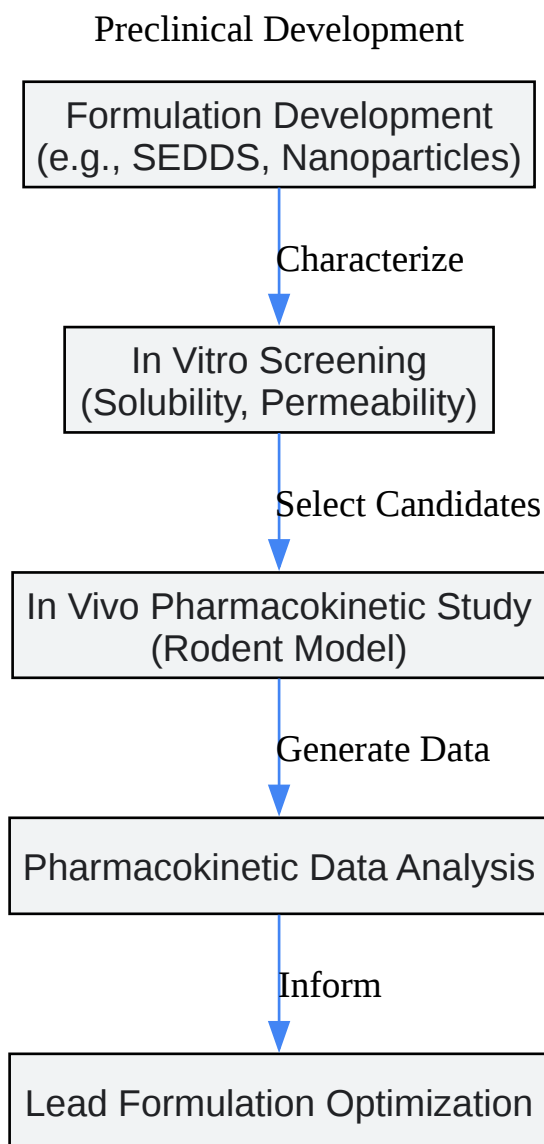 Preclinical Development
Formulation Development
(e.g., SEDDS, Nanoparticles)
Characterize
In Vitro Screening
(Solubility, Permeability)
Select Candidates
In Vivo Pharmacokinetic Study
(Rodent Model)
Generate Data
Pharmacokinetic Data Analysis
Inform
Lead Formulation Optimization